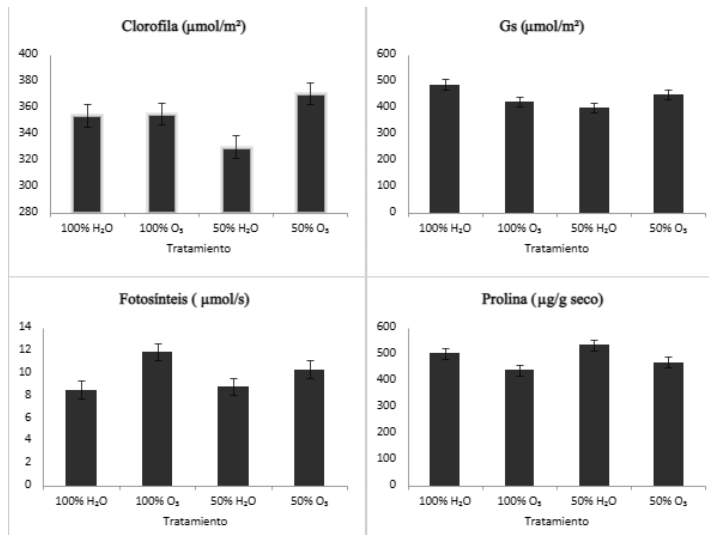 Clorofila (µmol/m²)
400
380
360
340
320
300
280
100% H₂O 100% O₃ 50% H₂O 50% O₃
Tratamiento
Gs (µmol/m²)
600
500
400
300
200
100
0
100% H₂O 100% O₃ 50% H₂O 50% O₃
Tratamiento
Fotosínteis ( µmol/s)
14
12
10
8
6
4
2
0
100% H₂O 100% O₃ 50% H₂O 50% O₃
Tratamiento
Prolina (µg/g seco)
600
500
400
300
200
100
0
100% H₂O 100% O₃ 50% H₂O 50% O₃
Tratamiento